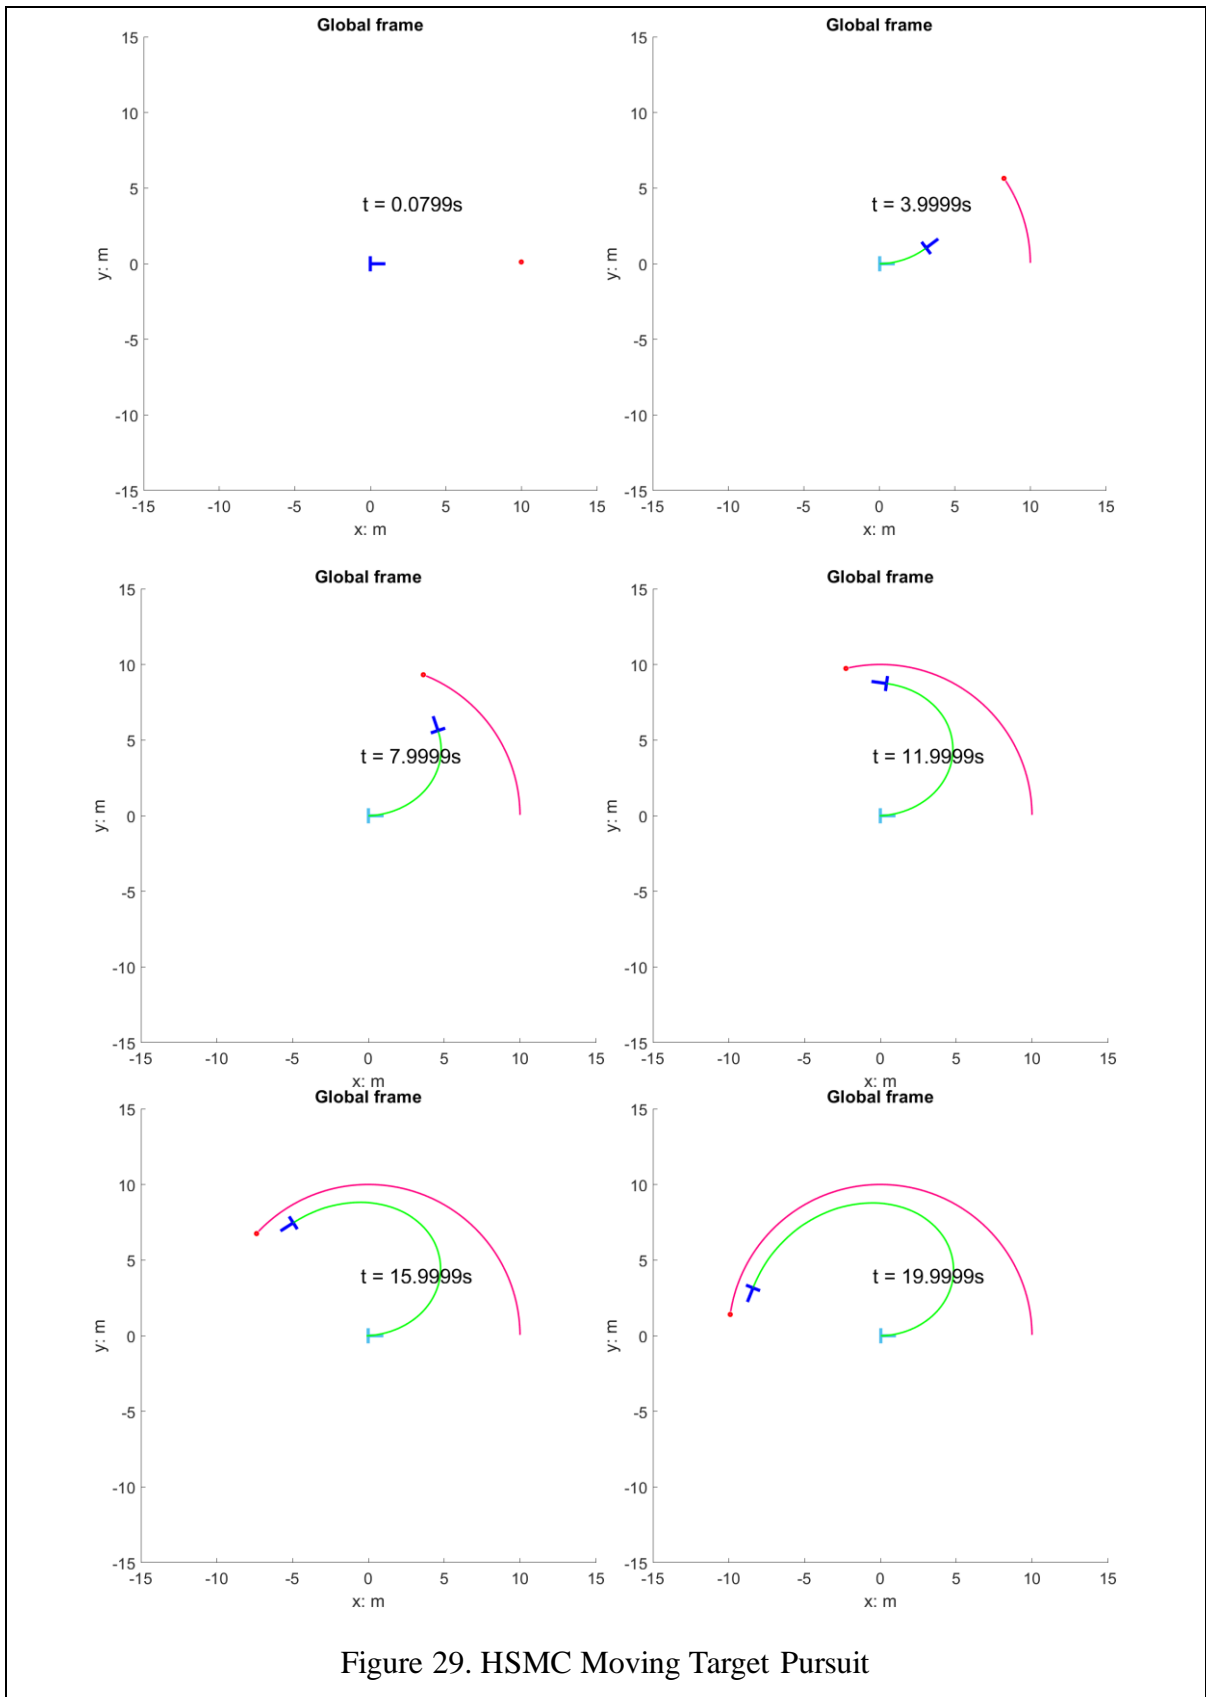 Global frame
15
10
5
0
-5
-10
-15
y: m
t = 0.0799s
-15 -10 -5 0 5 10 15
x: m
Global frame
15
10
5
0
-5
-10
-15
y: m
t = 3.9999s
-15 -10 -5 0 5 10 15
x: m
Global frame
15
10
5
0
-5
-10
-15
y: m
t = 7.9999s
-15 -10 -5 0 5 10 15
x: m
Global frame
15
10
5
0
-5
-10
-15
y: m
t = 11.9999s
-15 -10 -5 0 5 10 15
x: m
Global frame
15
10
5
0
-5
-10
-15
y: m
t = 15.9999s
-15 -10 -5 0 5 10 15
x: m
Global frame
15
10
5
0
-5
-10
-15
y: m
t = 19.9999s
-15 -10 -5 0 5 10 15
x: m
Figure 29. HSMC Moving Target Pursuit